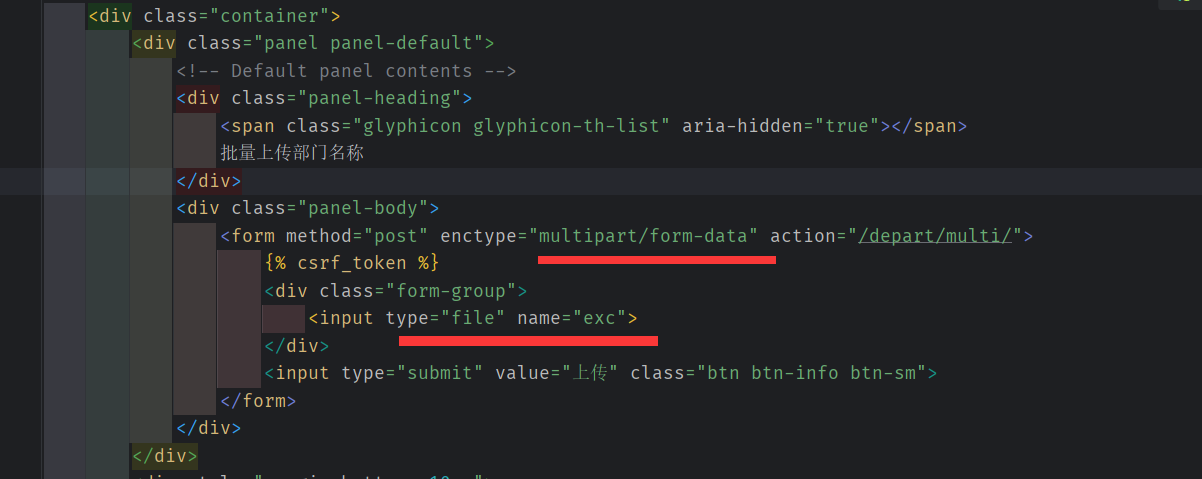 <div class="container">
<div class="panel panel-default">
<!-- Default panel contents -->
<div class="panel-heading">
<span class="glyphicon glyphicon-th-list" aria-hidden="true"></span>
批量上传部门名称
</div>
<div class="panel-body">
<form method="post" enctype="multipart/form-data" action="/depart/multi/">
{% csrf_token %}
<div class="form-group">
<input type="file" name="exc">
</div>
<input type="submit" value="上传" class="btn btn-info btn-sm">
</form>
</div>
</div>